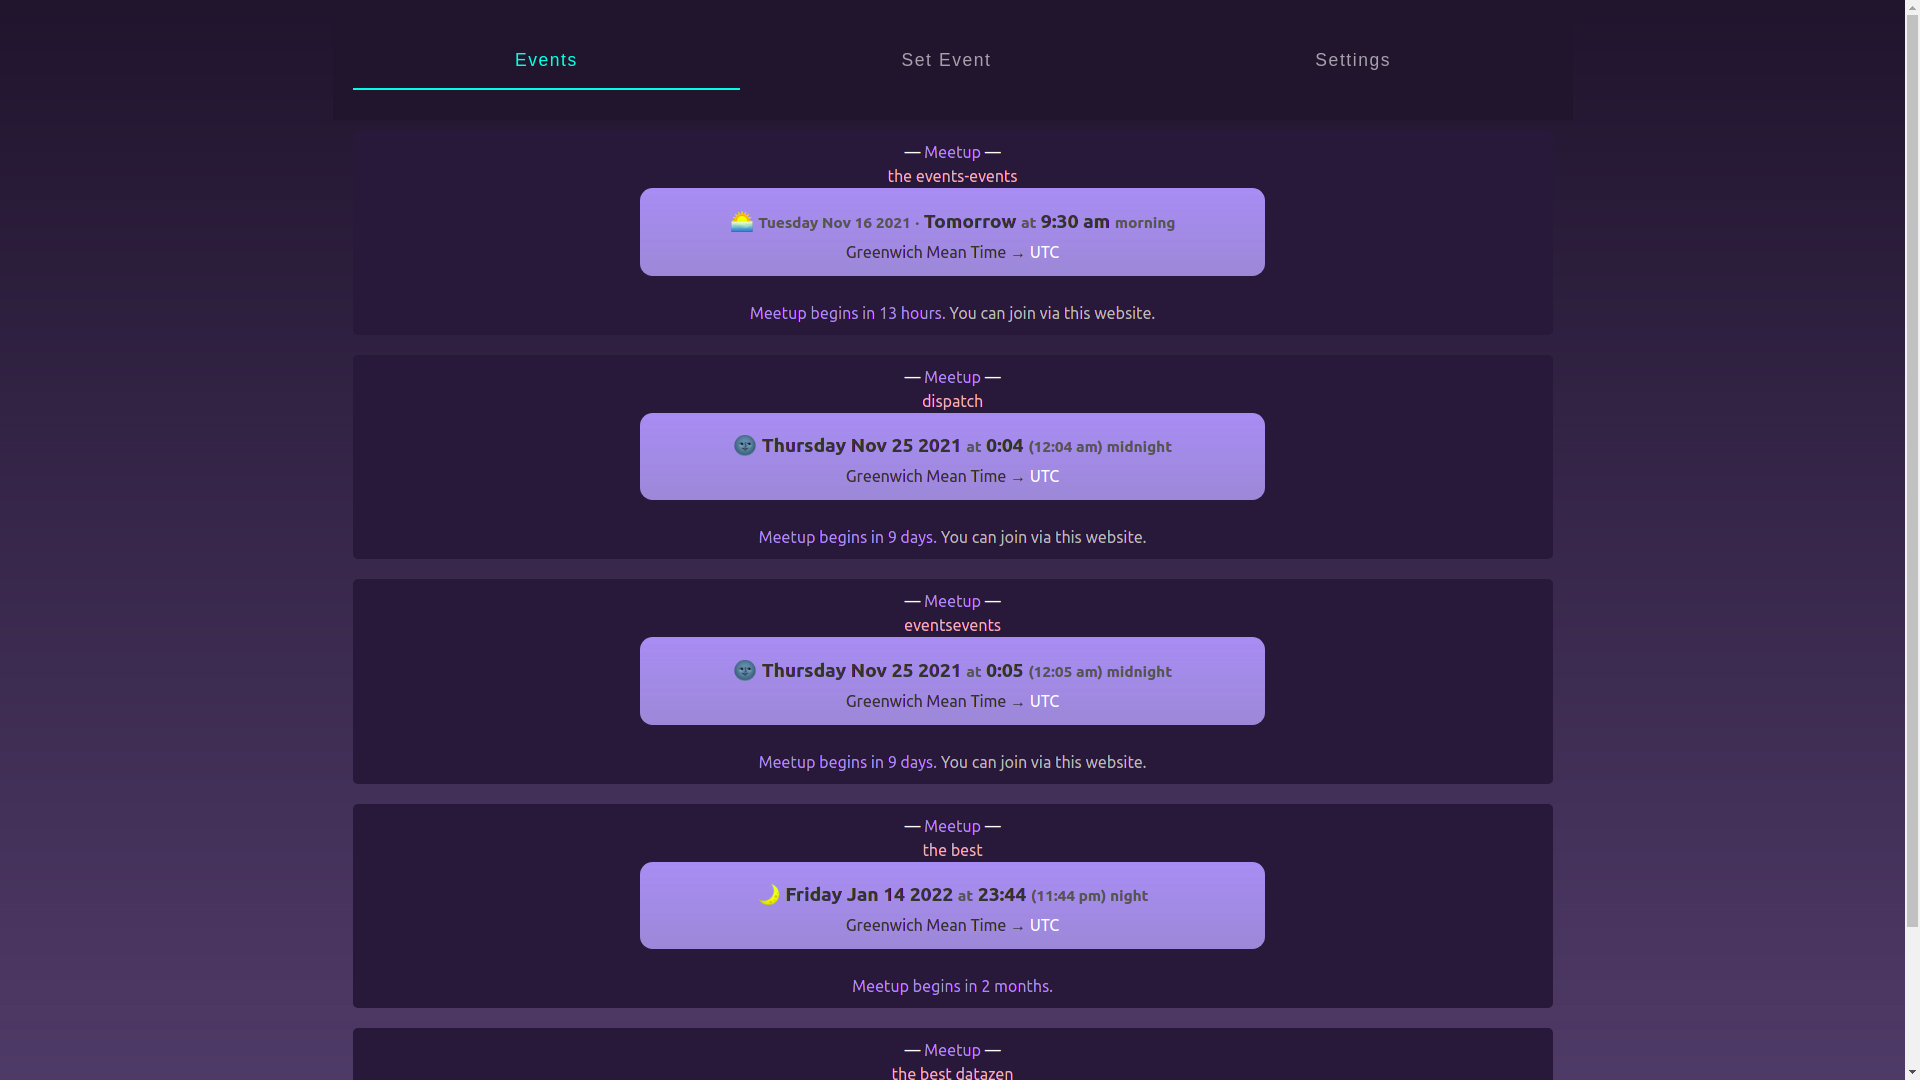 Events
Set Event
Settings
— Meetup —
the events-events
Tuesday Nov 16 2021 · Tomorrow at 9:30 am morning
Greenwich Mean Time → UTC
Meetup begins in 13 hours. You can join via this website.
— Meetup —
dispatch
Thursday Nov 25 2021 at 0:04 (12:04 am) midnight
Greenwich Mean Time → UTC
Meetup begins in 9 days. You can join via this website.
— Meetup —
eventsevents
Thursday Nov 25 2021 at 0:05 (12:05 am) midnight
Greenwich Mean Time → UTC
Meetup begins in 9 days. You can join via this website.
— Meetup —
the best
Friday Jan 14 2022 at 23:44 (11:44 pm) night
Greenwich Mean Time → UTC
Meetup begins in 2 months.
— Meetup —
the best datazen